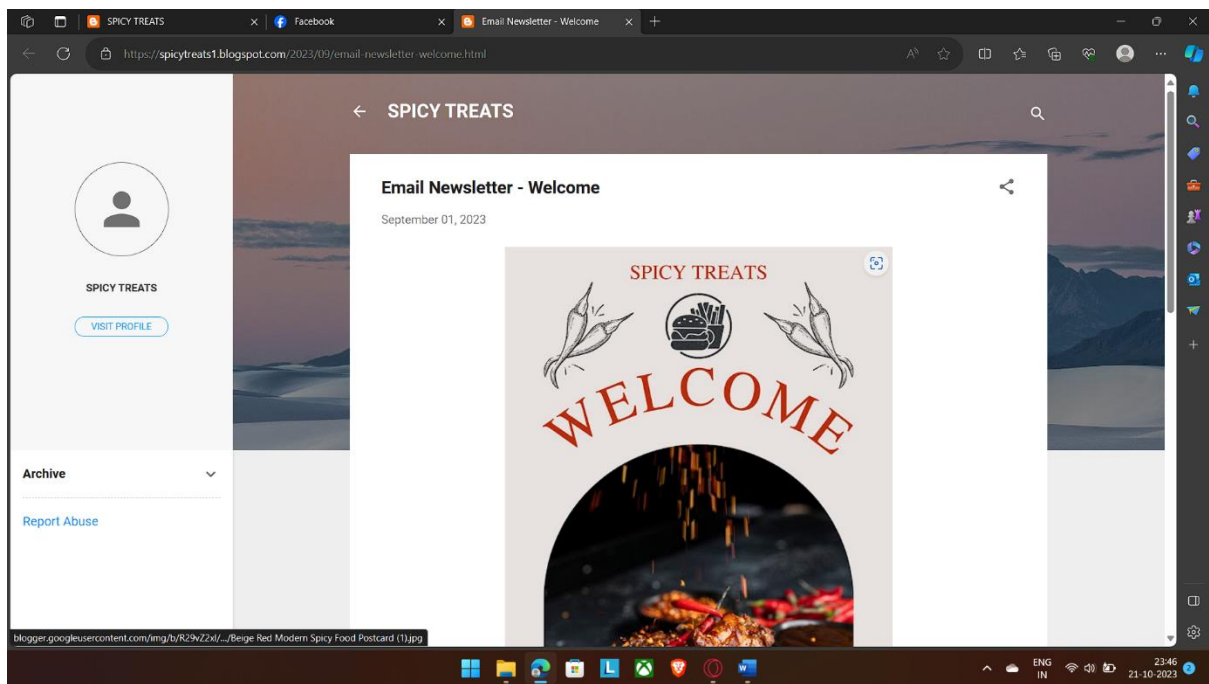 SPICY TREATS
Facebook
Email Newsletter - Welcome
https://spicytreats1.blogspot.com/2023/09/email-newsletter-welcome.html
SPICY TREATS
Email Newsletter - Welcome
September 01, 2023
SPICY TREATS
VISIT PROFILE
SPICY TREATS
WELCOME
Archive
Report Abuse
blogger.googleusercontent.com/img/b/R29vZ2xl/.../Beige Red Modern Spicy Food Postcard (1).jpg
L
W
ENG
IN
23:46
21-10-2023
2